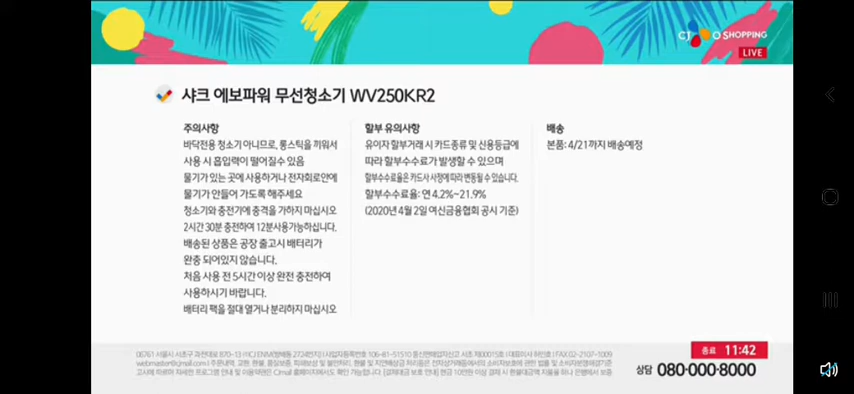 CJ O SHOPPING
LIVE
샤크 에보파워 무선청소기 WV250KR2
주의사항
바닥전용 청소기 아니므로, 롱스틱을 끼워서
사용 시 흡입력이 떨어질수 있음
물기가 있는 곳에 사용하거나 전자회로안에
물기가 안들어 가도록 해주세요
청소기와 충전기에 충격을 가하지 마십시오
2시간 30분 충전하여 12분사용가능하십니다.
배송된 상품은 공장 출고시 배터리가
완충 되어있지 않습니다.
처음 사용 전 5시간 이상 완전 충전하여
사용하시기 바랍니다.
배터리 팩을 절대 열거나 분리하지 마십시오
할부 유의사항
유이자 할부거래 시 카드종류 및 신용등급에
따라 할부수수료가 발생할 수 있으며
할부수수료율은 카드사 사정에 따라 변동될 수 있습니다.
할부수수료율: 연 4.2%~21.9%
(2020년 4월 2일 여신금융협회 공시 기준)
배송
본품: 4/21까지 배송예정
종료 11:42
상담 080·000·8000